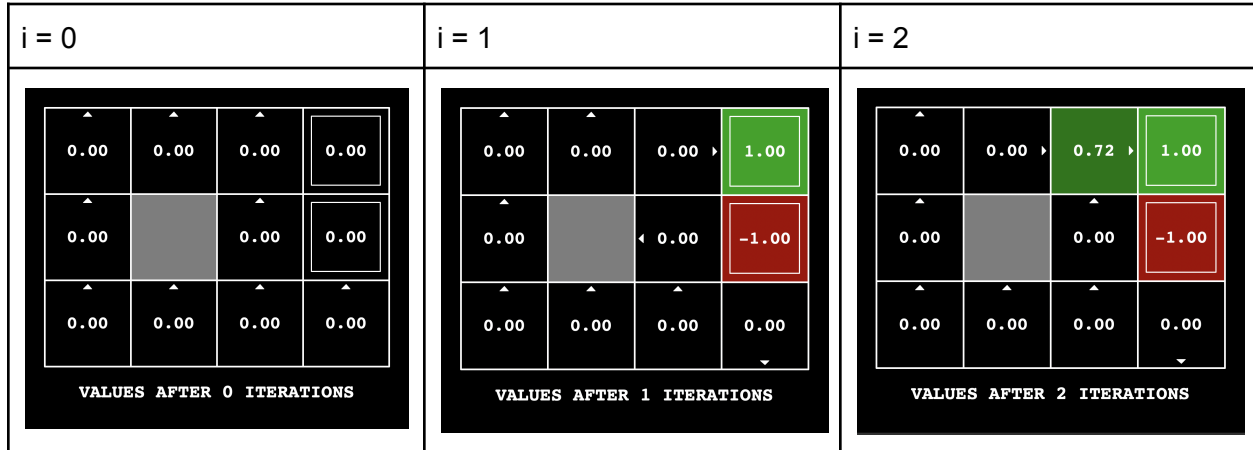 i = 0 i = 1 i = 2
0.00 0.00 0.00 0.00 0.00 0.00 0.00 1.00 0.00 0.00 0.72 1.00
0.00 0.00 0.00 0.00 0.00 -1.00 0.00 0.00 -1.00
0.00 0.00 0.00 0.00 0.00 0.00 0.00 0.00 0.00 0.00 0.00 0.00
VALUES AFTER 0 ITERATIONS VALUES AFTER 1 ITERATIONS VALUES AFTER 2 ITERATIONS